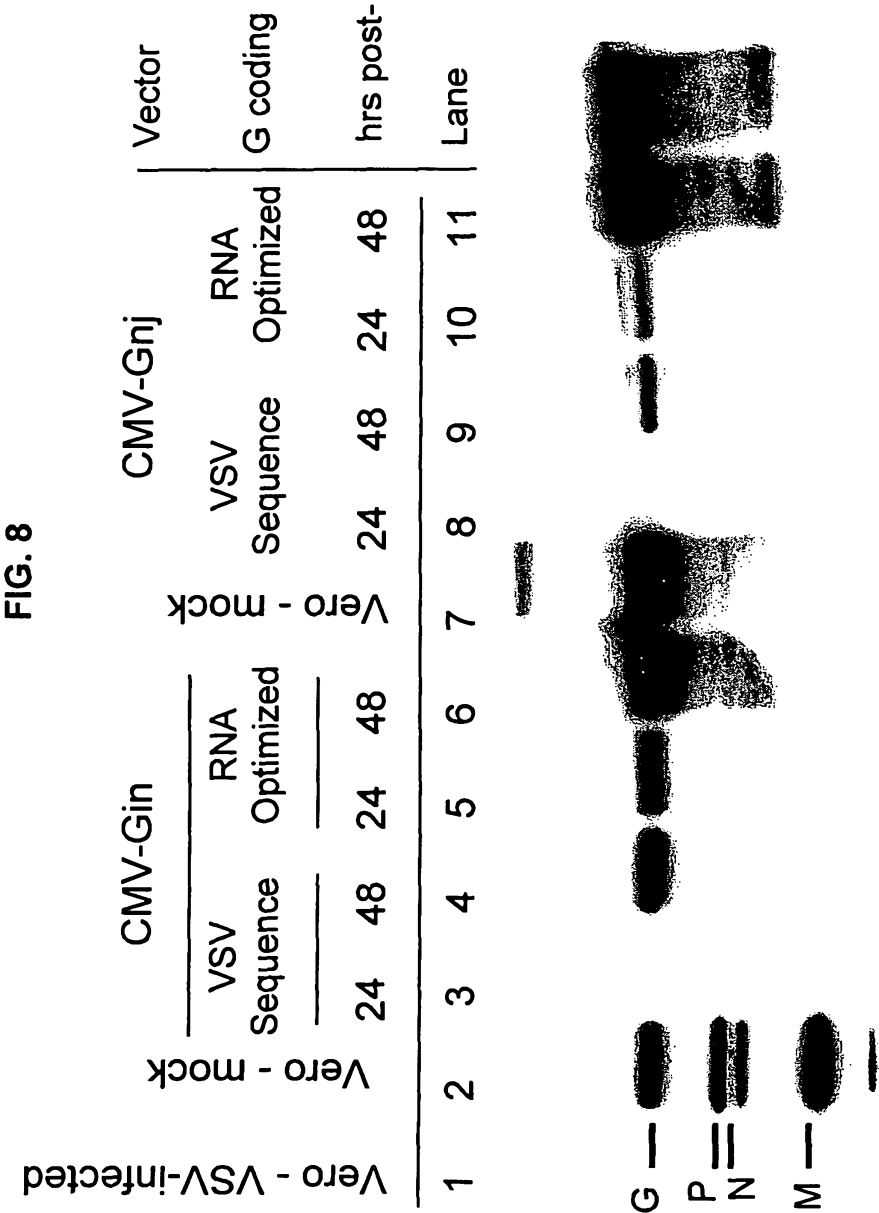 FIG. 8
CMV-Gin
CMV-Gnj
Vector
VSV Sequence
RNA Optimized
VSV Sequence
RNA Optimized
G coding
Vero - VSV-infected
Vero - mock
24
48
24
48
Vero - mock
24
48
24
48
hrs post-
1
2
3
4
5
6
7
8
9
10
11
Lane
G
P
N
M